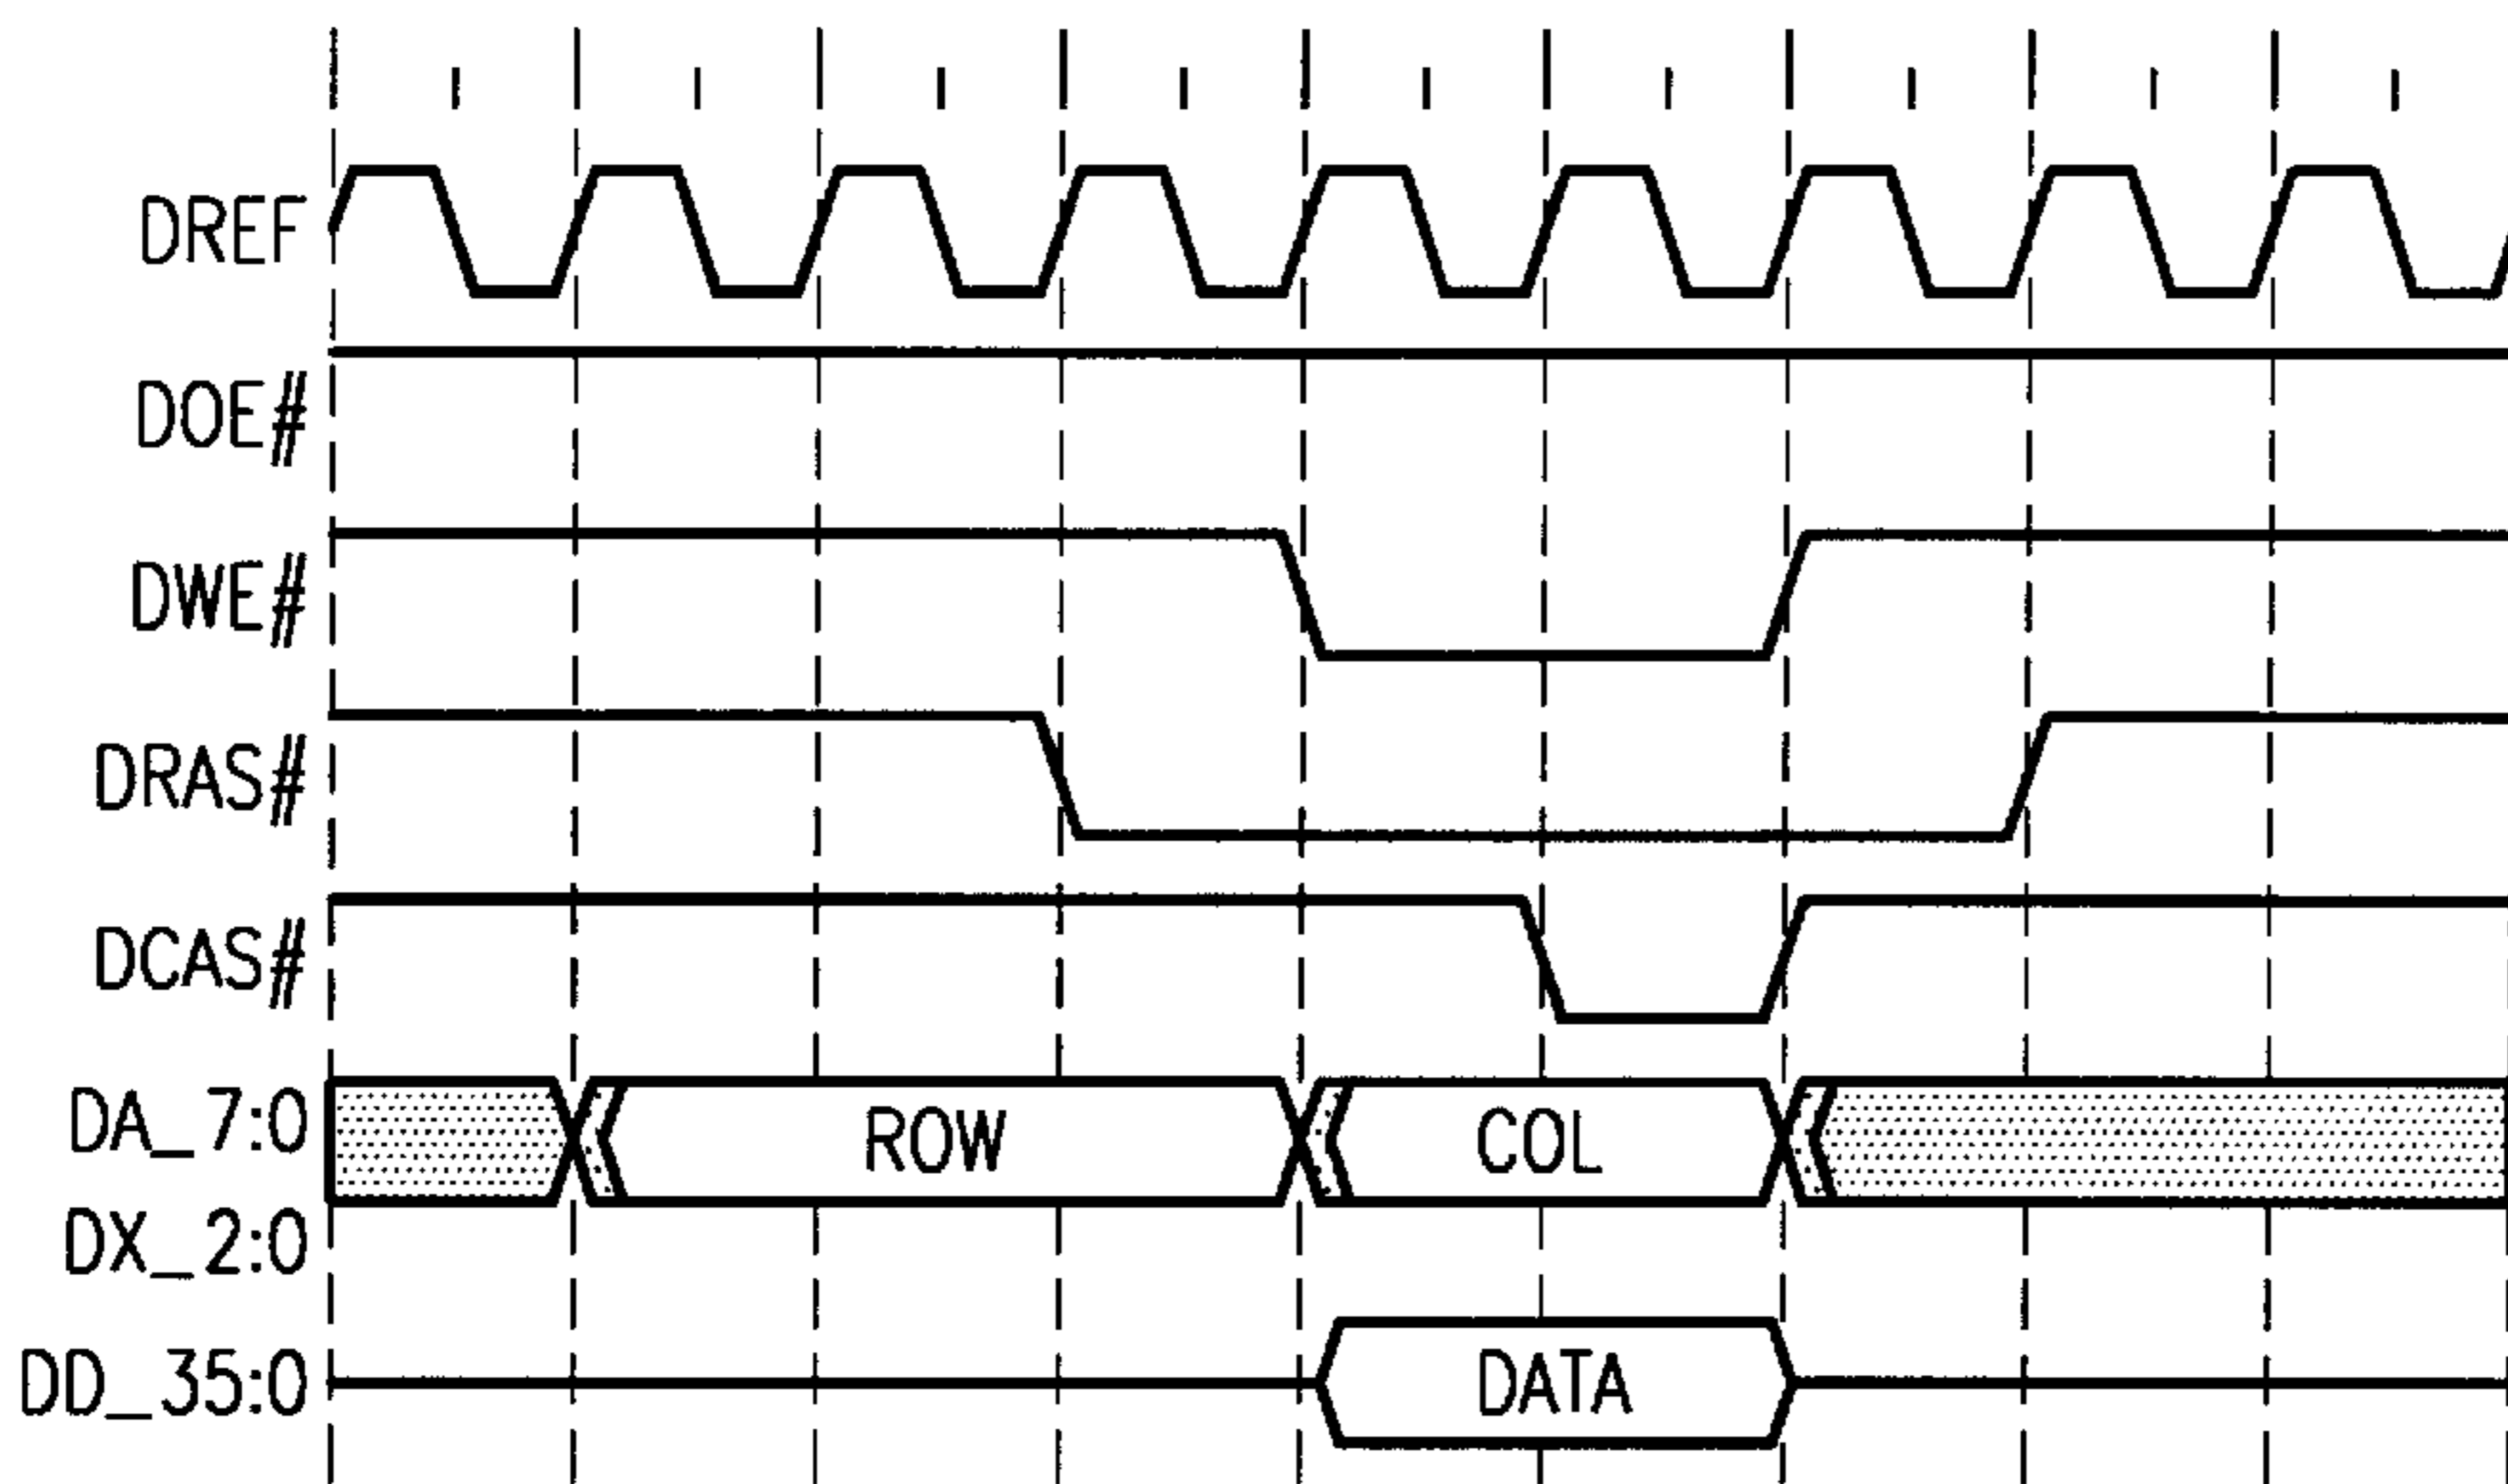 DREF
DOE#
DWE#
DRAS#
DCAS#
DA_7:0 ROW COL
DX_2:0
DD_35:0 DATA